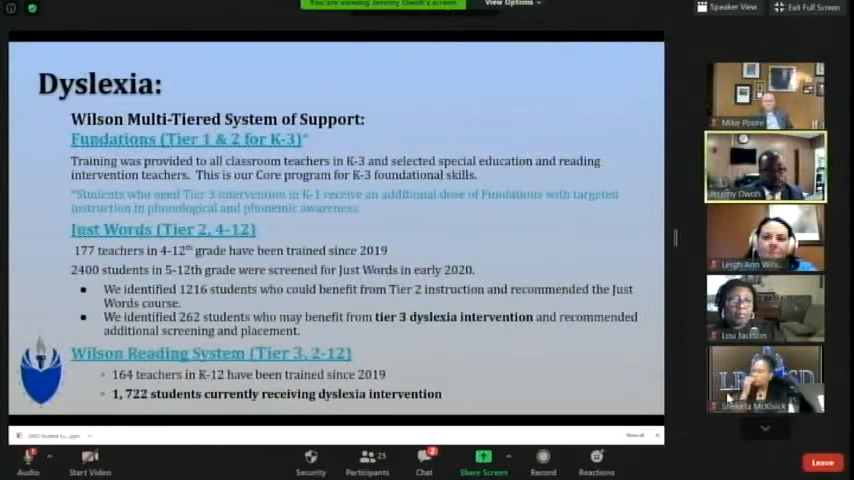 You are viewing Jeremy Owoh's screen
View Options
Speaker View
Exit Full Screen
Dyslexia:
Wilson Multi-Tiered System of Support:
Fundations (Tier 1 & 2 for K-3)*
Training was provided to all classroom teachers in K-3 and selected special education and reading
intervention teachers. This is our Core program for K-3 foundational skills.
*Students who need Tier 3 intervention in K-1 receive an additional dose of Fundations with targeted
instruction in phonological and phonemic awareness.
Just Words (Tier 2, 4-12)
177 teachers in 4-12th grade have been trained since 2019
2400 students in 5-12th grade were screened for Just Words in early 2020.
We identified 1216 students who could benefit from Tier 2 instruction and recommended the Just
Words course.
We identified 262 students who may benefit from tier 3 dyslexia intervention and recommended
additional screening and placement.
Wilson Reading System (Tier 3, 2-12)
164 teachers in K-12 have been trained since 2019
1, 722 students currently receiving dyslexia intervention
Mike Poore
Jeremy Owoh
Leigh Ann Wils...
Lou Jackson
Sheketa McKisick
Audio
Start Video
Security
Participants
25
Chat
2
Share Screen
Record
Reactions
Leave